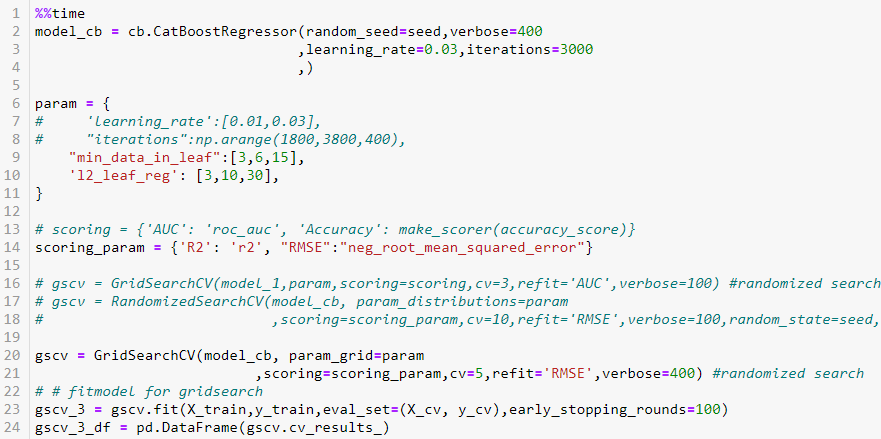 1 %%time
2 model_cb = cb.CatBoostRegressor(random_seed=seed,verbose=400
3                                 ,learning_rate=0.03,iterations=3000
4                                 ,)
5
6 param = {
7 #     'learning_rate':[0.01,0.03],
8 #     "iterations":np.arange(1800,3800,400),
9     "min_data_in_leaf":[3,6,15],
10     'l2_leaf_reg': [3,10,30],
11 }
12
13 # scoring = {'AUC': 'roc_auc', 'Accuracy': make_scorer(accuracy_score)}
14 scoring_param = {'R2': 'r2', "RMSE":"neg_root_mean_squared_error"}
15
16 # gscv = GridSearchCV(model_1,param,scoring=scoring,cv=3,refit='AUC',verbose=100) #randomized search
17 # gscv = RandomizedSearchCV(model_cb, param_distributions=param
18 #                           ,scoring=scoring_param,cv=10,refit='RMSE',verbose=100,random_state=seed,
19
20 gscv = GridSearchCV(model_cb, param_grid=param
21                           ,scoring=scoring_param,cv=5,refit='RMSE',verbose=400) #randomized search
22 # # fitmodel for gridsearch
23 gscv_3 = gscv.fit(X_train,y_train,eval_set=(X_cv, y_cv),early_stopping_rounds=100)
24 gscv_3_df = pd.DataFrame(gscv.cv_results_)